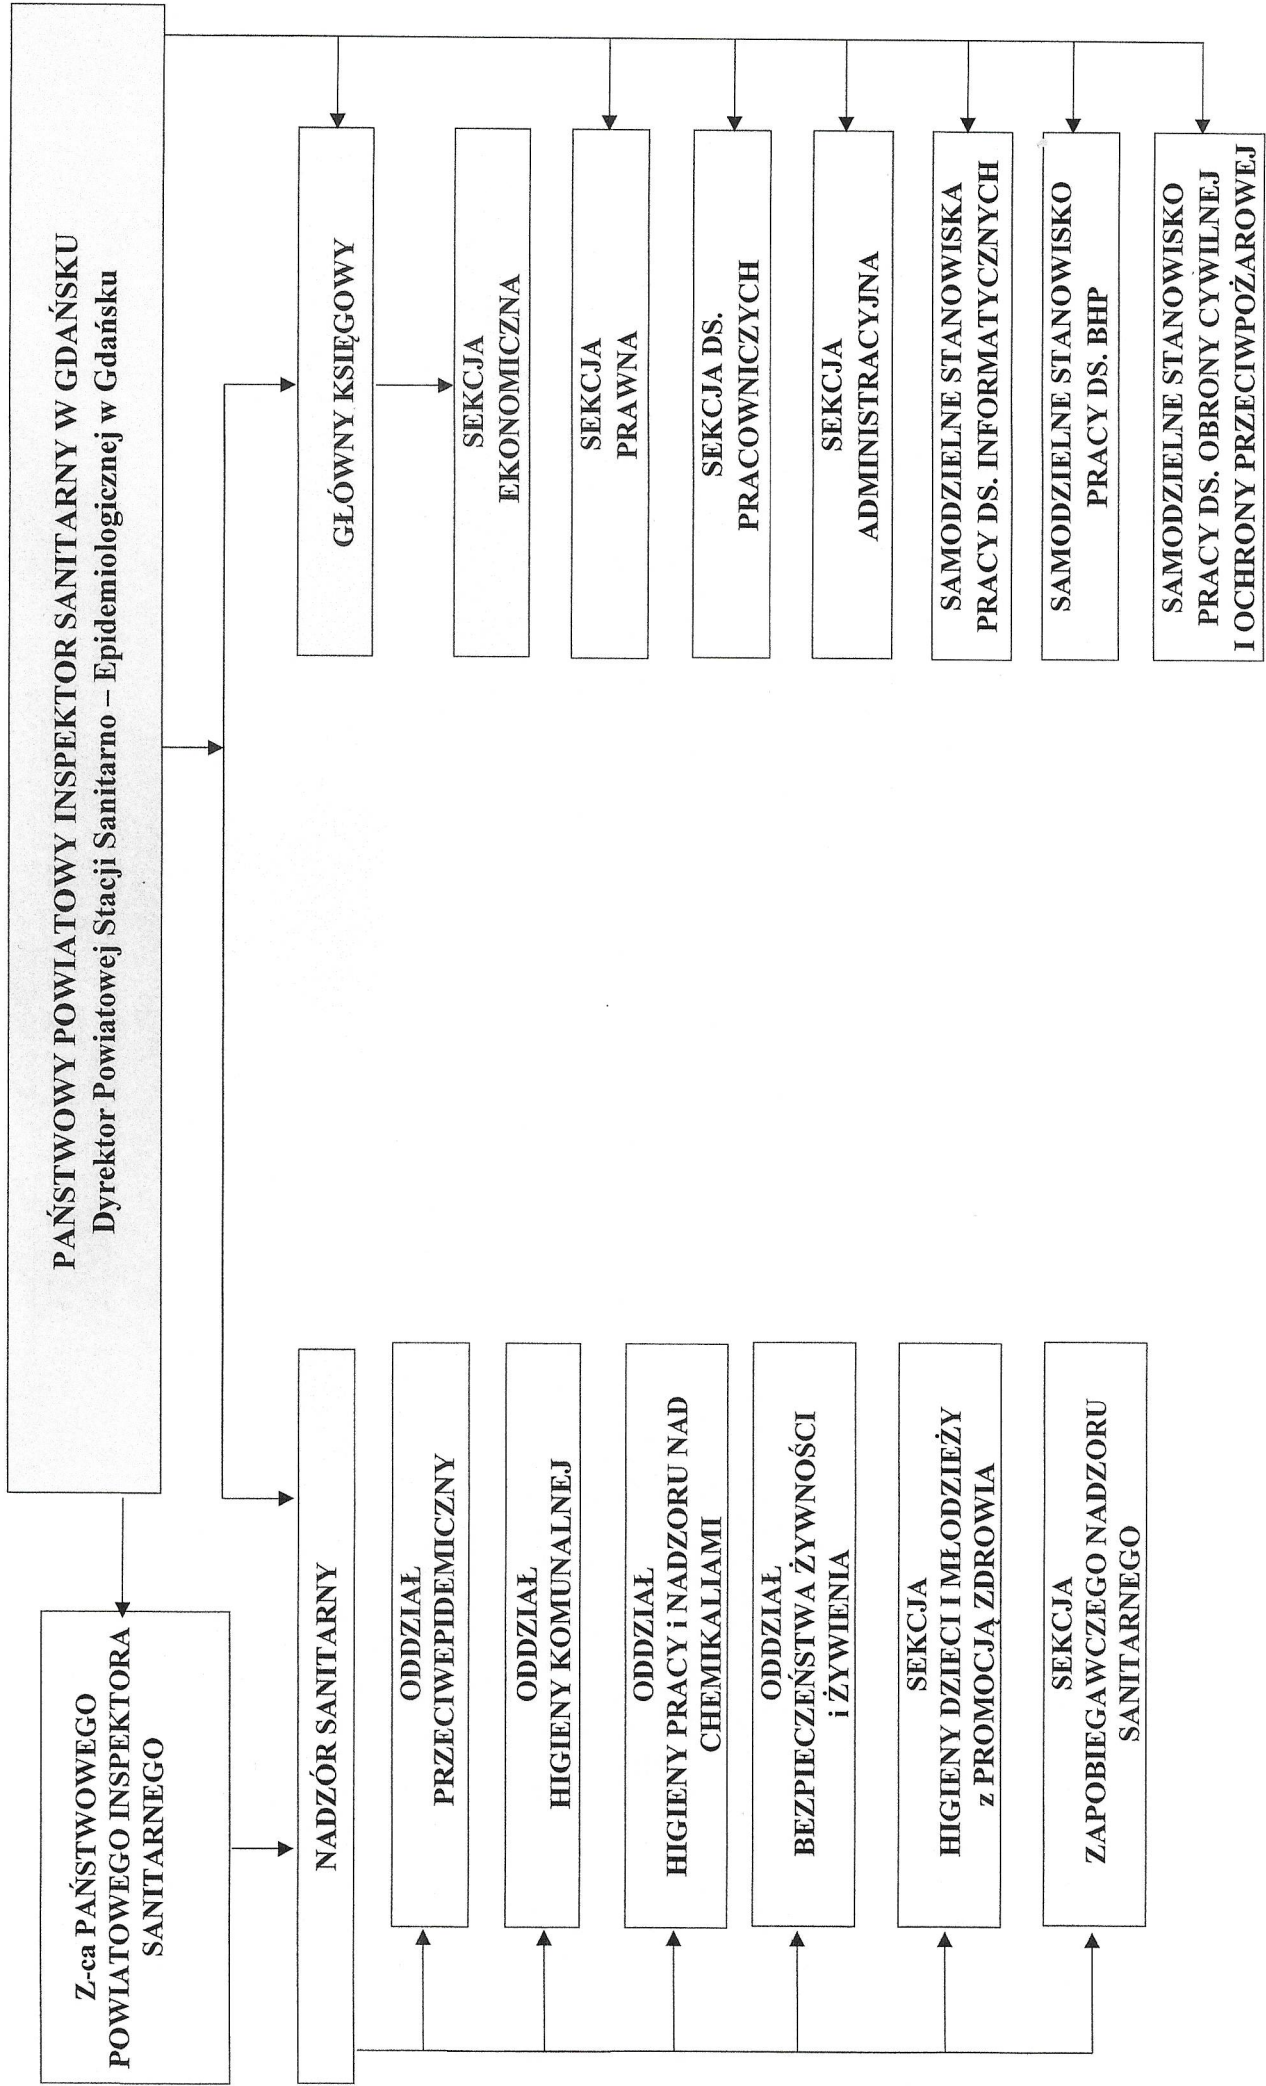 PAŃSTWOWY POWIATOWY INSPEKTOR SANITARNY W GDAŃSKU
Dyrektor Powiatowej Stacji Sanitarno – Epidemiologicznej w Gdańsku
Z-ca PAŃSTWOWEGO
POWIATOWEGO INSPEKTORA
SANITARNEGO
NADZÓR SANITARNY
ODDZIAŁ
PRZECIWEPIDEMICZNY
ODDZIAŁ
HIGIENY KOMUNALNEJ
ODDZIAŁ
HIGIENY PRACY i NADZORU NAD
CHEMIKALIAMI
ODDZIAŁ
BEZPIECZEŃSTWA ŻYWNOŚCI
i ŻYWIENIA
SEKCJA
HIGIENY DZIECI I MŁODZIEŻY
z PROMOCJĄ ZDROWIA
SEKCJA
ZAPOBIEGAWCZEGO NADZORU
SANITARNEGO
GŁÓWNY KSIĘGOWY
SEKCJA
EKONOMICZNA
SEKCJA
PRAWNA
SEKCJA DS.
PRACOWNICZYCH
SEKCJA
ADMINISTRACYJNA
SAMODZIELNE STANOWISKA
PRACY DS. INFORMATYCZNYCH
SAMODZIELNE STANOWISKO
PRACY DS. BHP
SAMODZIELNE STANOWISKO
PRACY DS. OBRONY CYWILNEJ
I OCHRONY PRZECIWPOŻAROWEJ